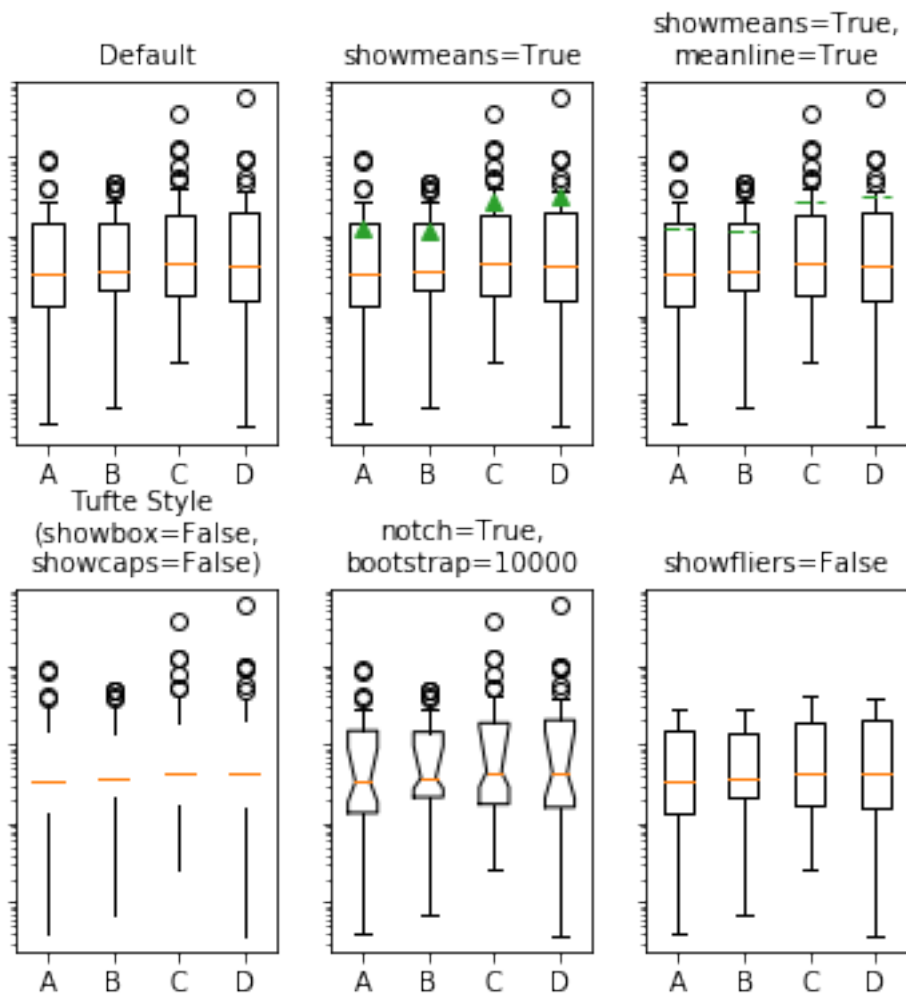 Default
showmeans=True
showmeans=True,
meanline=True
A B C D
A B C D
A B C D
Tufte Style
(showbox=False,
showcaps=False)
notch=True,
bootstrap=10000
showfliers=False
A B C D
A B C D
A B C D